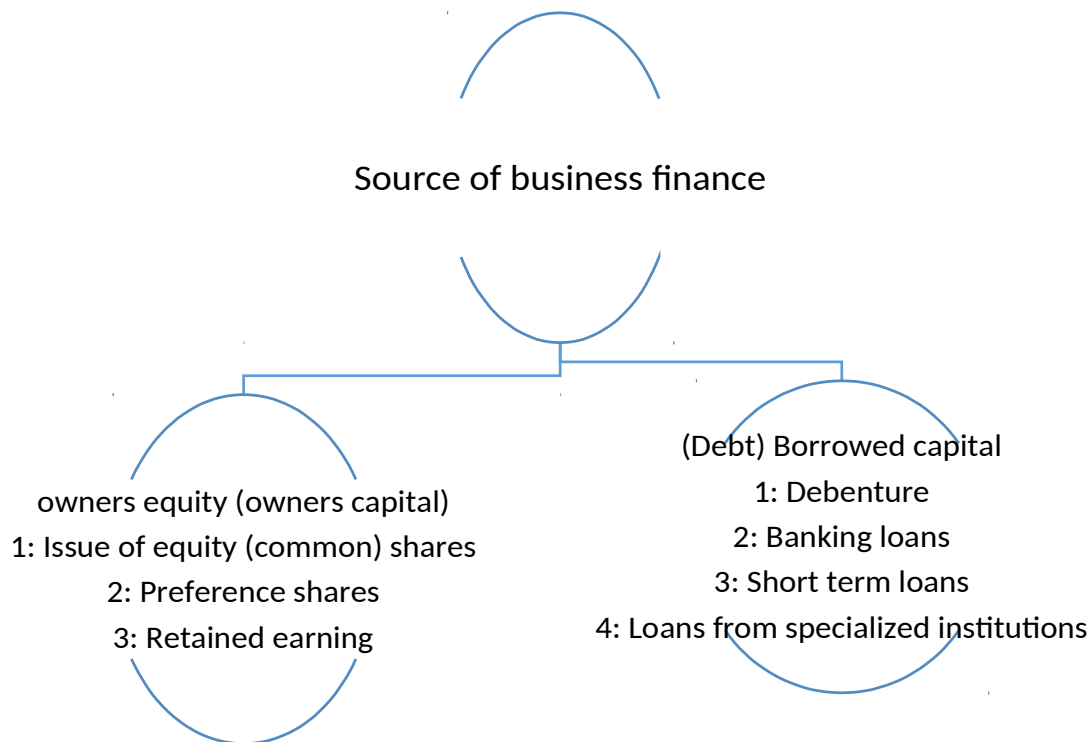 Source of business finance
owners equity (owners capital)
1: Issue of equity (common) shares
2: Preference shares
3: Retained earning
(Debt) Borrowed capital
1: Debenture
2: Banking loans
3: Short term loans
4: Loans from specialized institutions